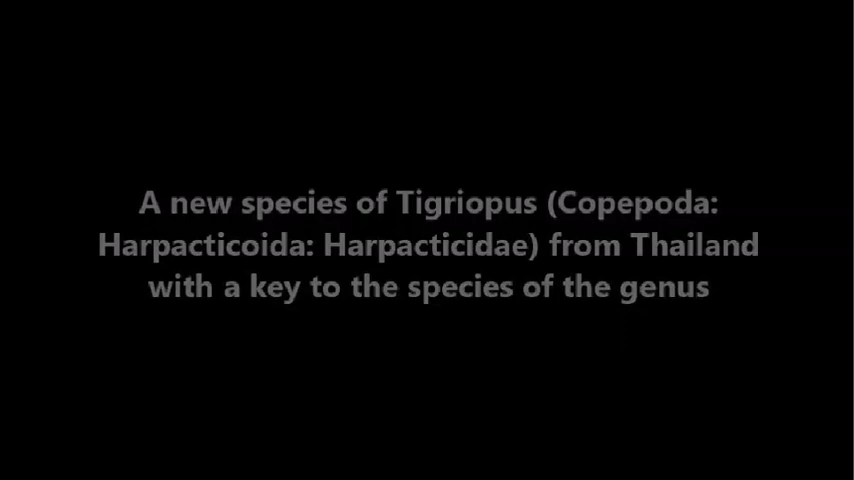 A new species of Tigriopus (Copepoda:
Harpacticoida: Harpacticidae) from Thailand
with a key to the species of the genus